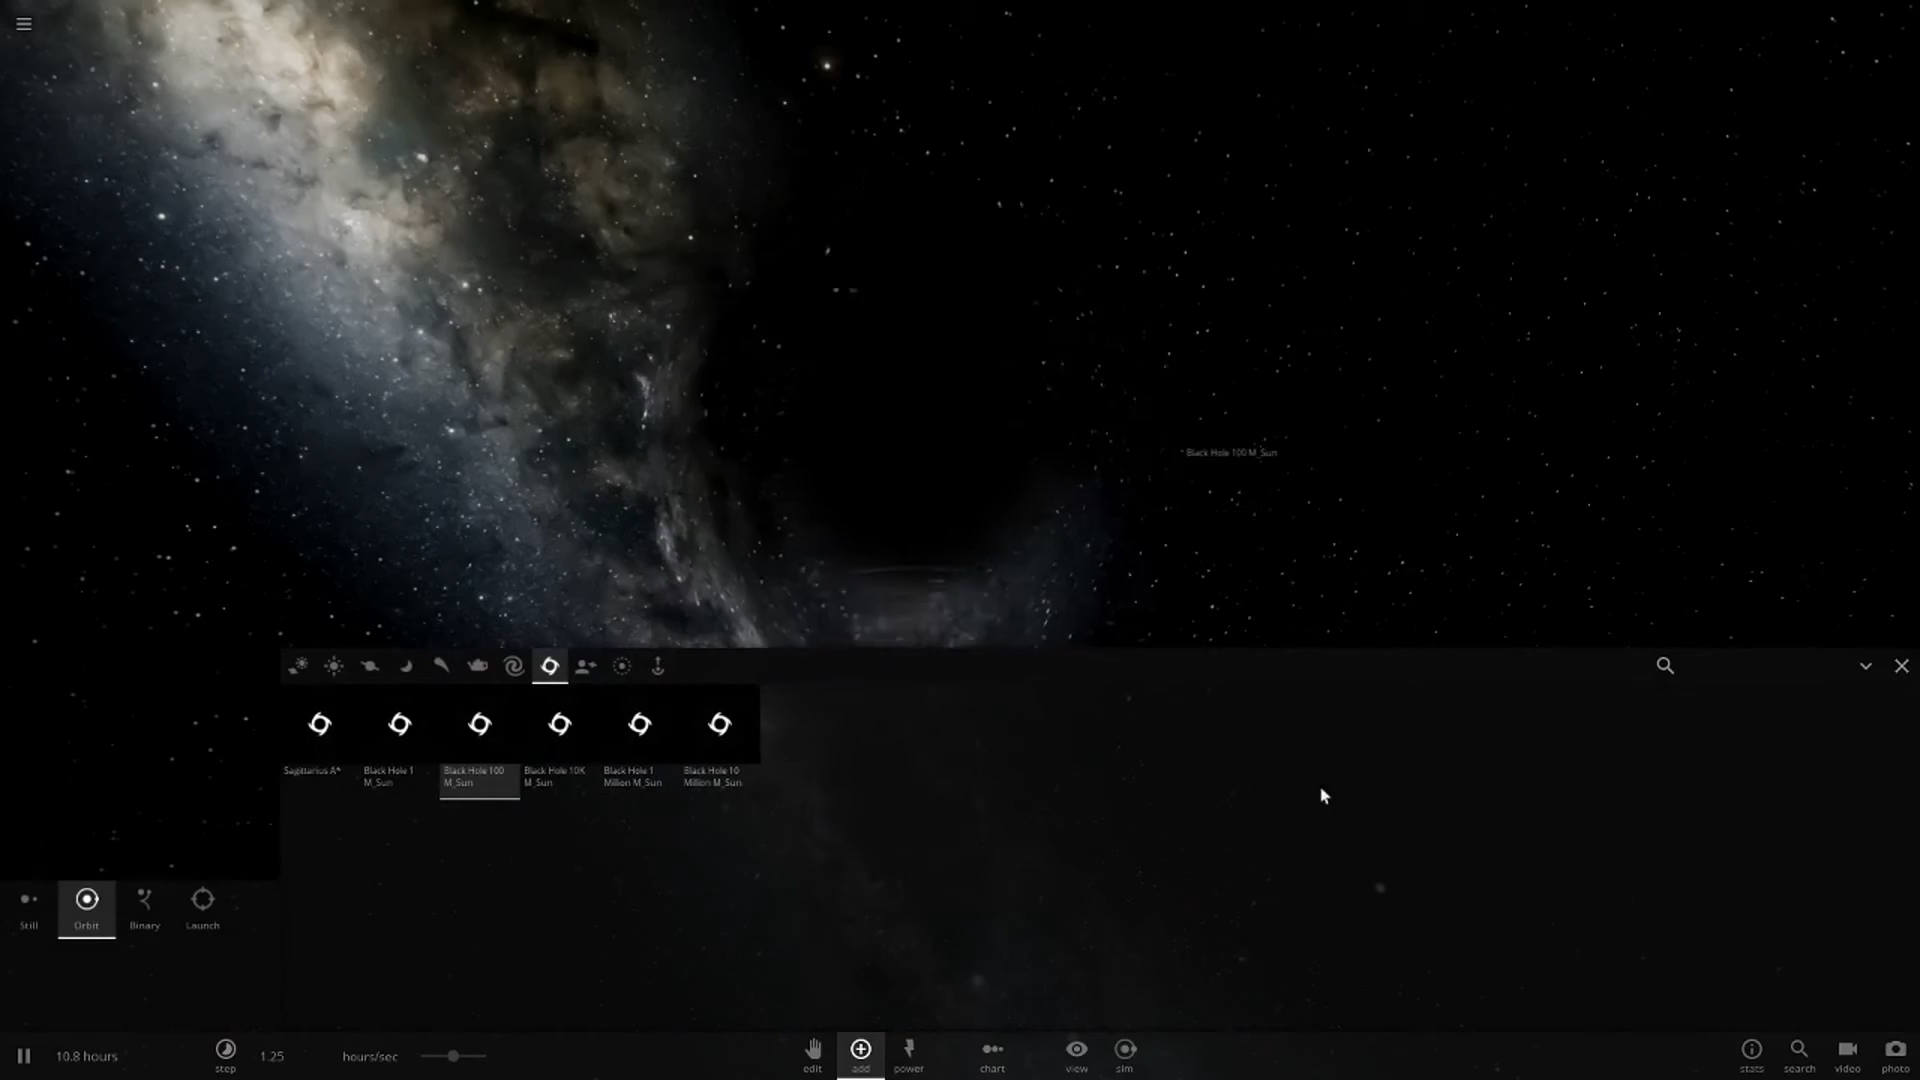 Black Hole 100 M_Sun
Sagittarius A*
Black Hole 1
M_Sun
Black Hole 100
M_Sun
Black Hole 10K
M_Sun
Black Hole 1
Million M_Sun
Black Hole 10
Million M_Sun
Still
Orbit
Binary
Launch
10.8 hours
step
1.25
hours/sec
edit
add
power
chart
view
sim
stats
search
video
photo